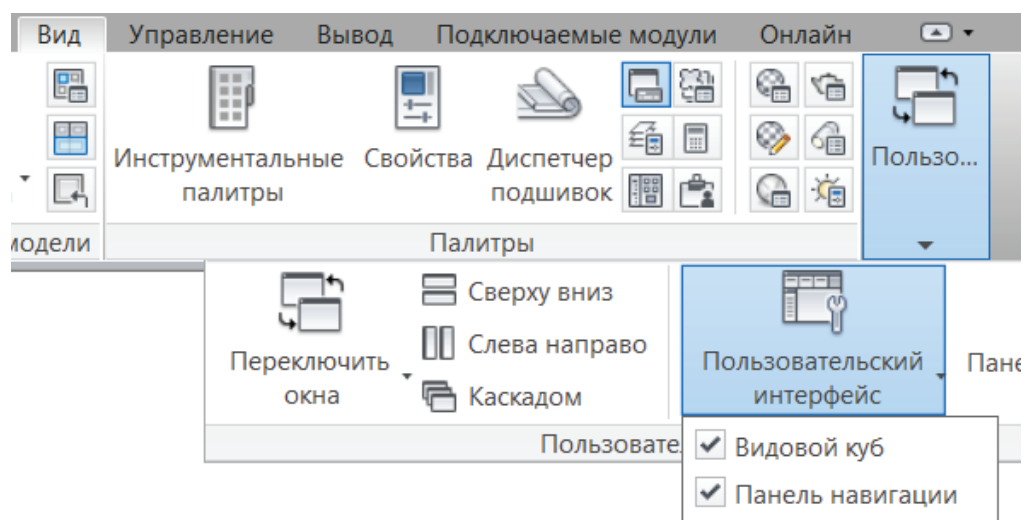 Вид Управление Вывод Подключаемые модули Онлайн
Инструментальные палитры Свойства Диспетчер подшивок Пользо...
модели Палитры
Сверху вниз
Слева направо
Переключить окна Каскадом Пользовательский интерфейс Пане
Пользовате
Видовой куб
Панель навигации